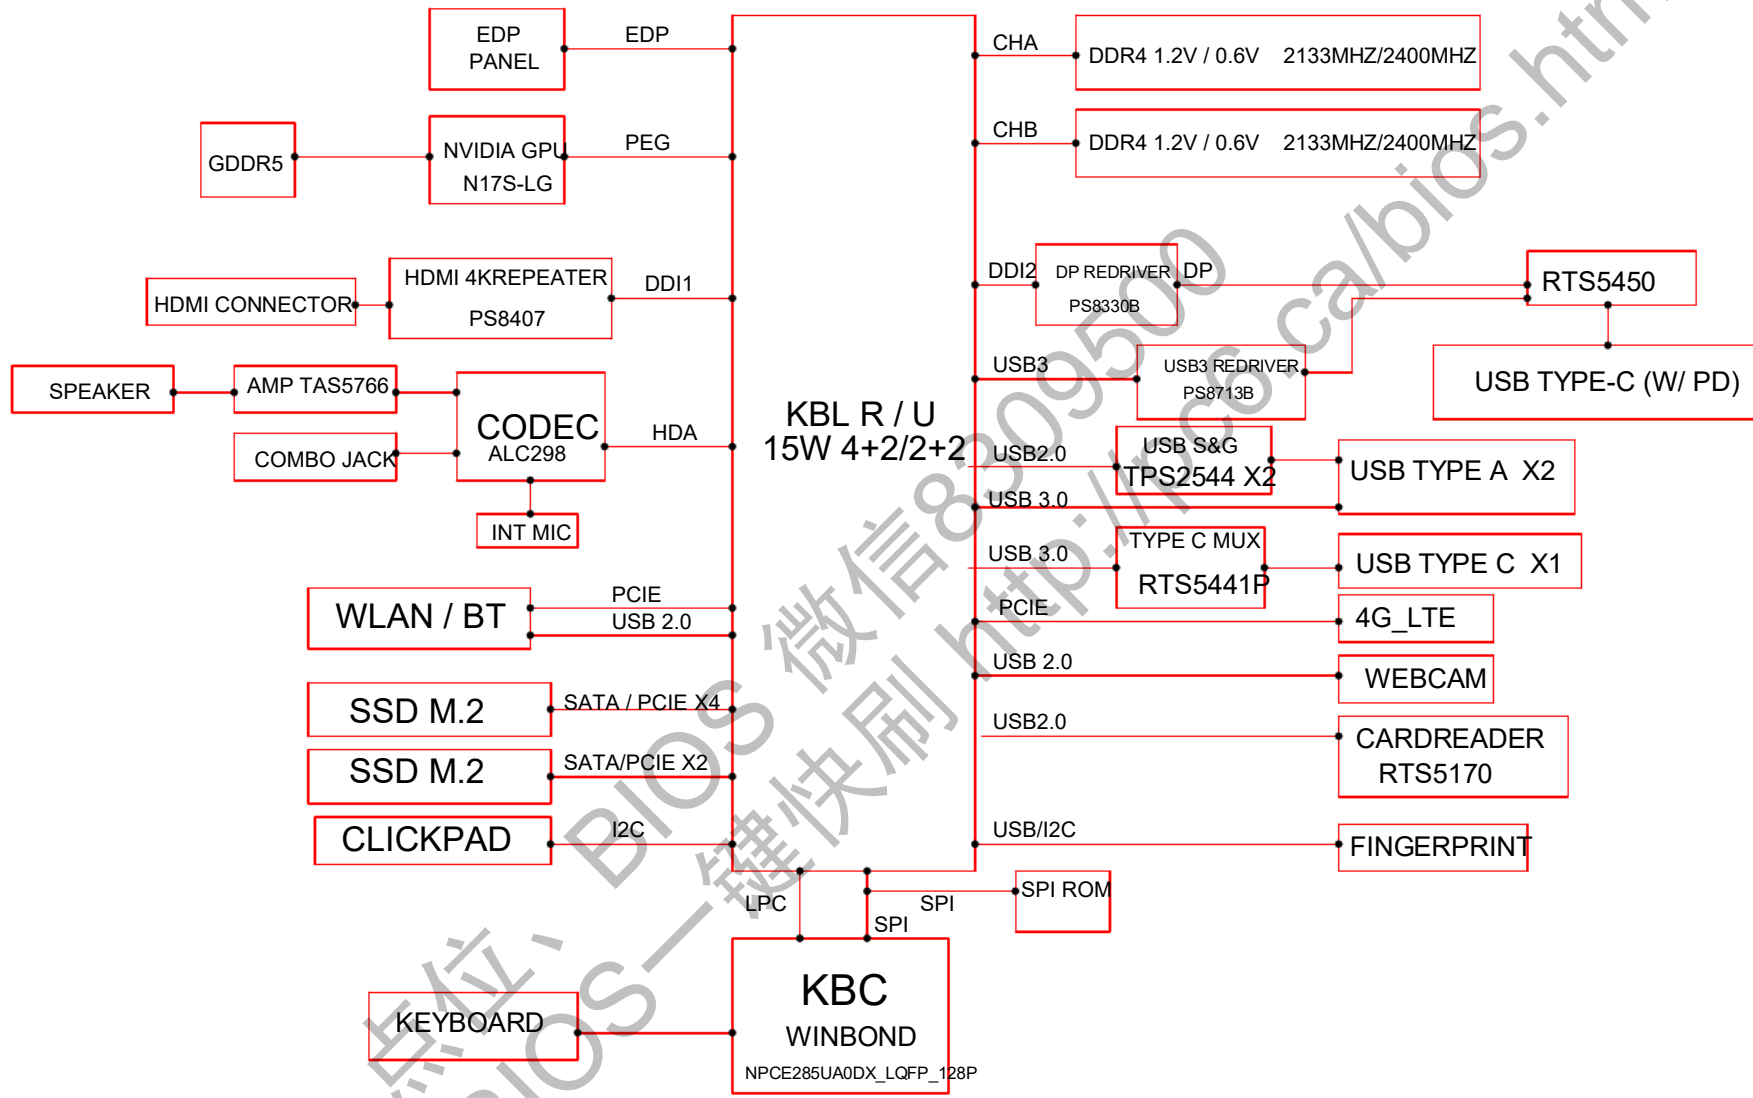 EDP
PANEL
EDP
CHA
DDR4 1.2V / 0.6V 2133MHZ/2400MHZ
GDDR5
NVIDIA GPU
N17S-LG
PEG
CHB
DDR4 1.2V / 0.6V 2133MHZ/2400MHZ
HDMI CONNECTOR
HDMI 4KREPEATER
PS8407
DDI1
DDI2
DP REDRIVER
PS8330B
DP
RTS5450
SPEAKER
AMP TAS5766
COMBO JACK
CODEC
ALC298
HDA
INT MIC
KBL R / U
15W 4+2/2+2
USB3
USB3 REDRIVER
PS8713B
USB TYPE-C (W/ PD)
USB2.0
USB S&G
TPS2544 X2
USB 3.0
USB TYPE A X2
USB 3.0
TYPE C MUX
RTS5441P
USB TYPE C X1
WLAN / BT
PCIE
USB 2.0
PCIE
4G_LTE
USB 2.0
WEBCAM
SSD M.2
SATA / PCIE X4
USB2.0
CARDREADER
RTS5170
SSD M.2
SATA/PCIE X2
CLICKPAD
I2C
USB/I2C
FINGERPRINT
LPC
SPI
SPI
SPI ROM
KBC
WINBOND
NPCE285UA0DX_LQFP_128P
KEYBOARD
点位、BIOS 微信8309500
BIOS一键快刷 http://pc6.ca/bios.htm